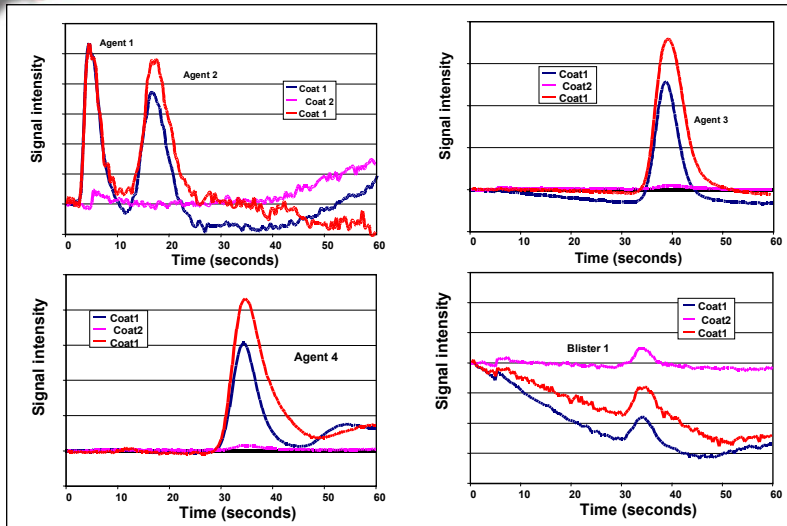 Signal intensity
Agent 1
Agent 2
Coat 1
Coat 2
Coat 1
0 10 20 30 40 50 60
Time (seconds)
Signal intensity
Coat1
Coat2
Coat1
Agent 3
0 10 20 30 40 50 60
Time (seconds)
Signal intensity
Coat1
Coat2
Coat1
Agent 4
0 10 20 30 40 50 60
Time (seconds)
Signal intensity
Coat1
Coat2
Coat1
Blister 1
0 10 20 30 40 50 60
Time (seconds)